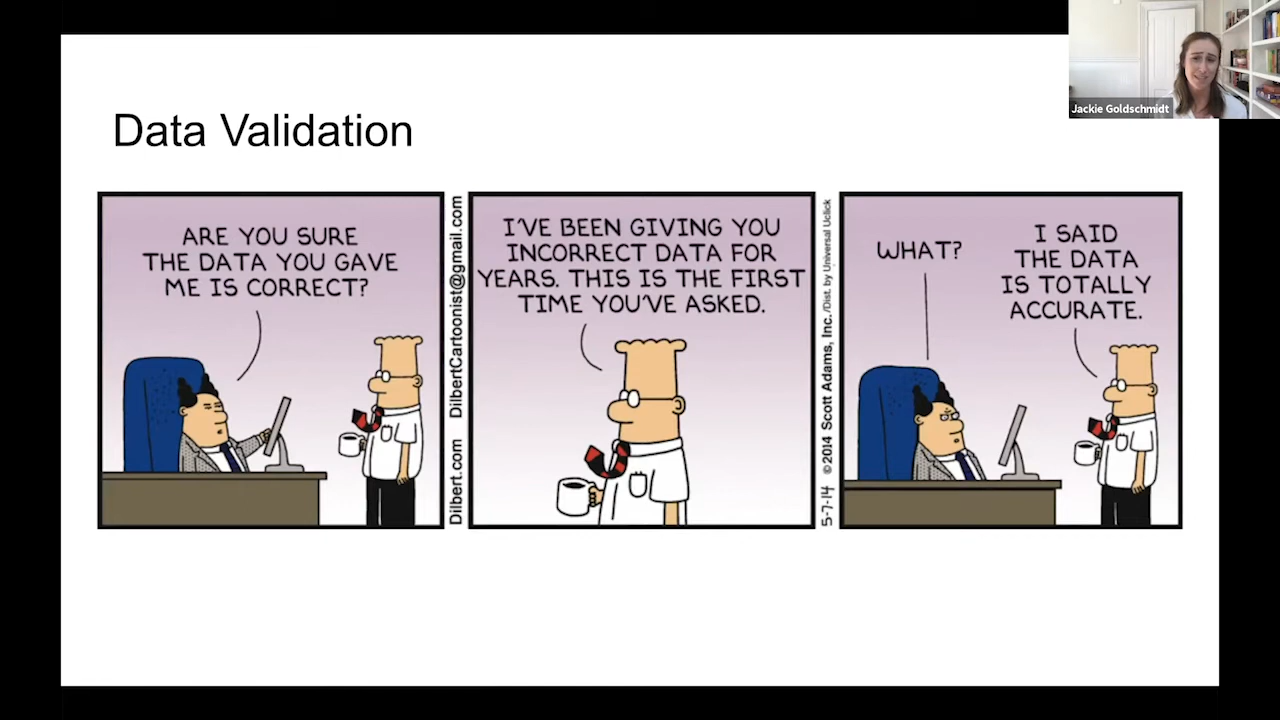 Jackie Goldschmidt
Data Validation
ARE YOU SURE
THE DATA YOU GAVE
ME IS CORRECT?
DilbertCartoonist@gmail.com
Dilbert.com
I'VE BEEN GIVING YOU
INCORRECT DATA FOR
YEARS. THIS IS THE FIRST
TIME YOU'VE ASKED.
5-7-14 © 2014 Scott Adams, Inc. /Dist. by Universal Uclick
WHAT?
I SAID
THE DATA
IS TOTALLY
ACCURATE.